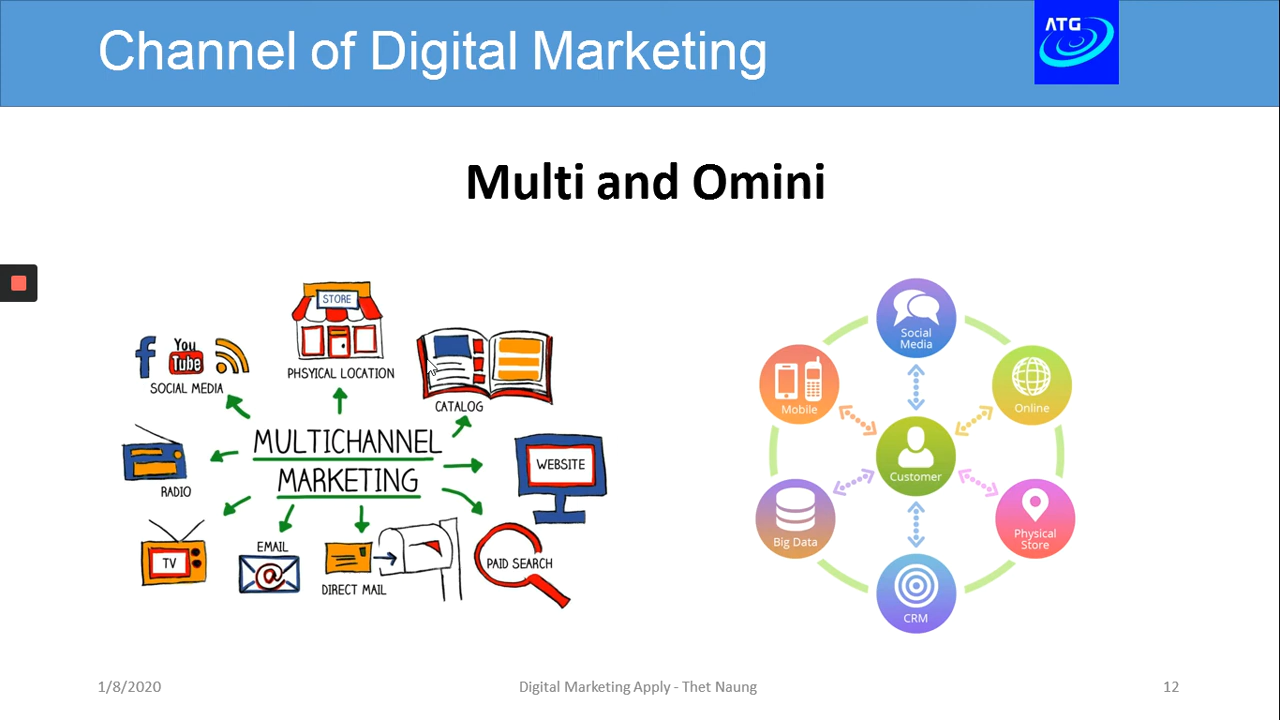 Channel of Digital Marketing
ATG
Multi and Omini
STORE
You
Tube
SOCIAL MEDIA
PHSYICAL LOCATION
CATALOG
MULTICHANNEL
MARKETING
WEBSITE
RADIO
TV
EMAIL
@
DIRECT MAIL
PAID SEARCH
Social
Media
Mobile
Online
Customer
Big Data
Physical
Store
CRM
1/8/2020
Digital Marketing Apply - Thet Naung
12